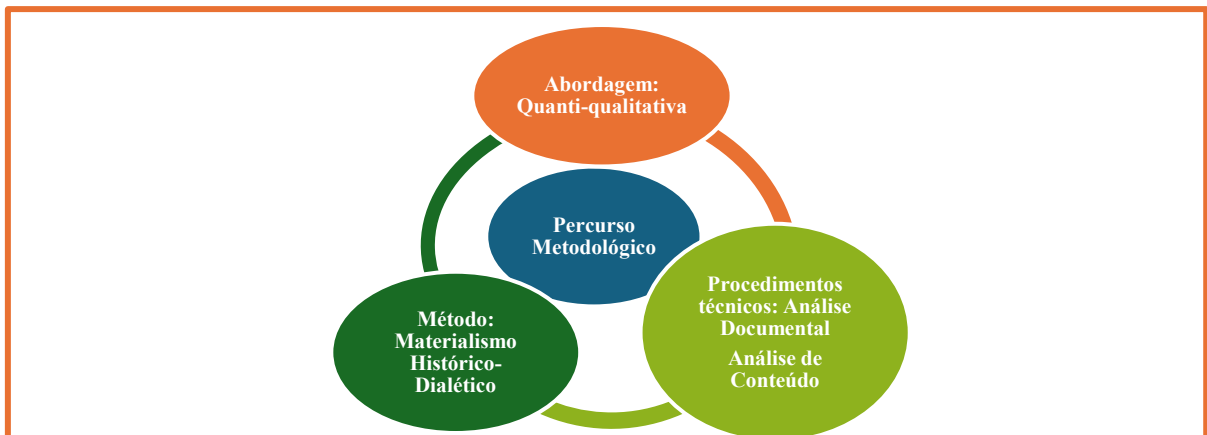 Abordagem:
Quanti-qualitativa
Percurso
Metodológico
Procedimentos
técnicos: Análise
Documental
Análise de
Conteúdo
Método:
Materialismo
Histórico-
Dialético